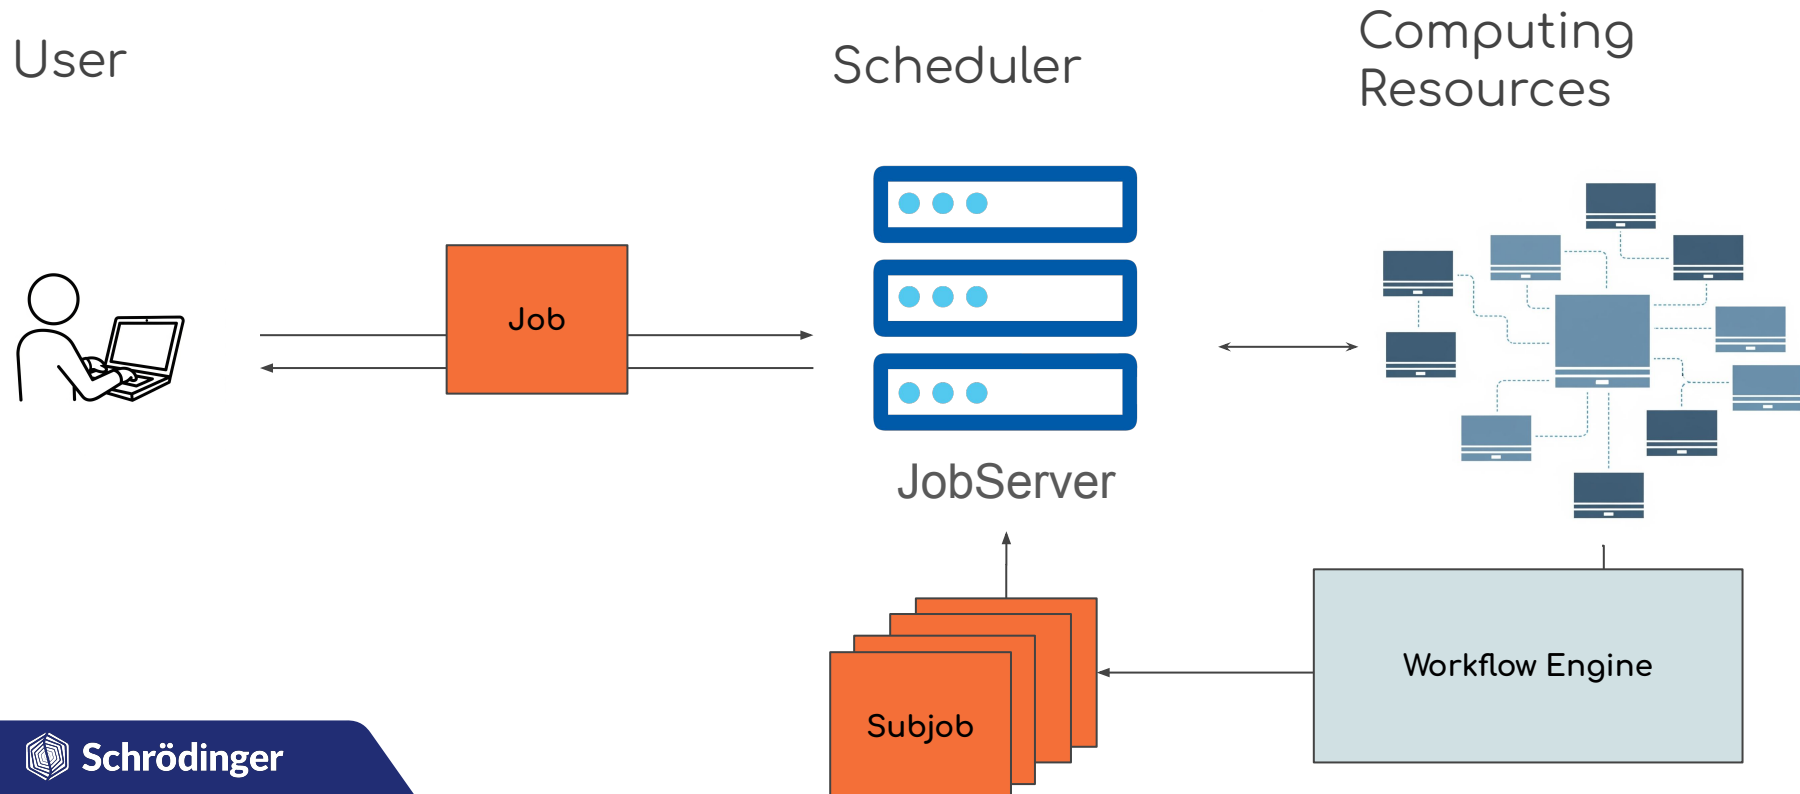 User
Scheduler
Computing
Resources
Job
JobServer
Workflow Engine
Subjob
Schrödinger